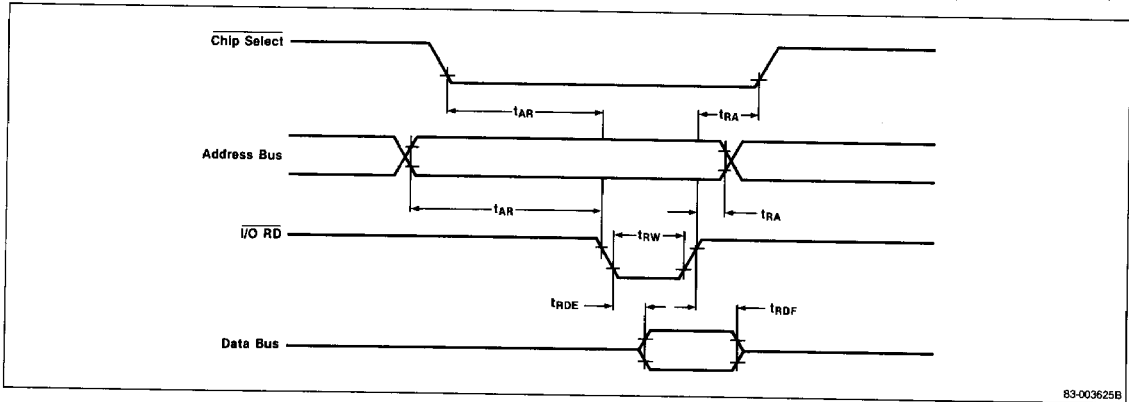 Chip Select
tAR
tRA
Address Bus
tAR
tRA
I/O RD
tRW
tRDE
tRDF
Data Bus
83-003625B